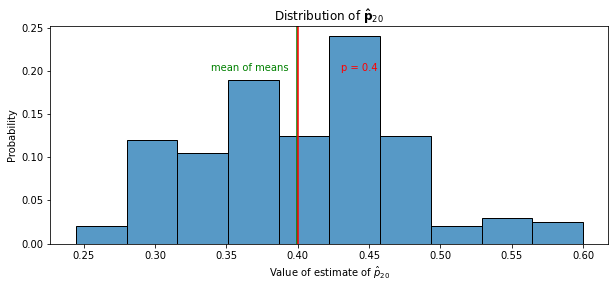 Distribution of p̂₂₀
0.25
0.20
0.15
0.10
0.05
0.00
Probability
mean of means
p = 0.4
0.25 0.30 0.35 0.40 0.45 0.50 0.55 0.60
Value of estimate of p̂₂₀